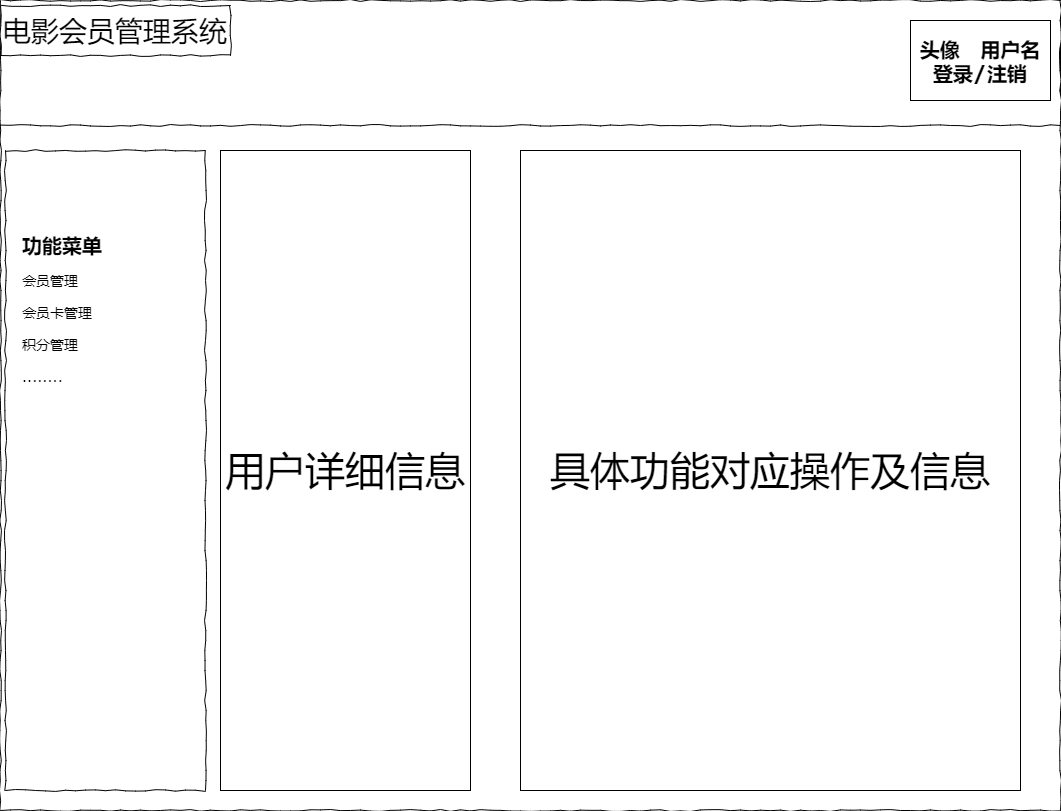 电影会员管理系统
头像 用户名
登录/注销
功能菜单
会员管理
会员卡管理
积分管理
........
用户详细信息
具体功能对应操作及信息